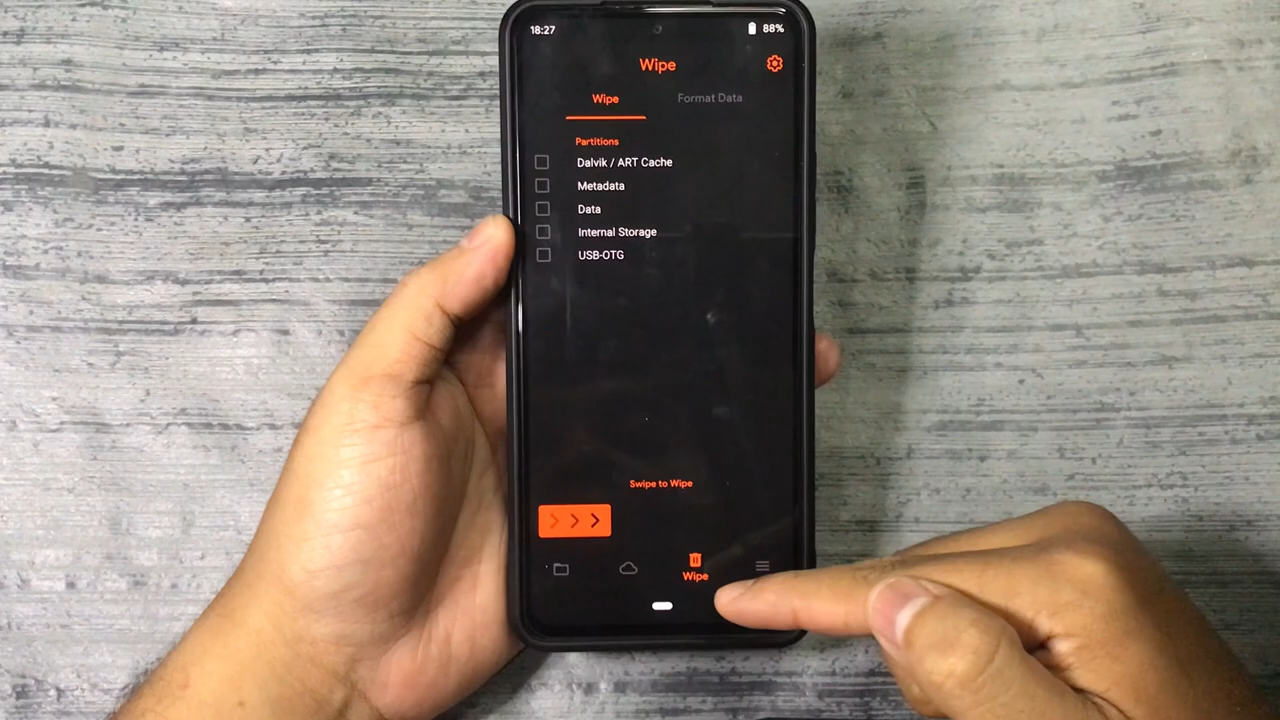 18:27 88%
Wipe
Wipe Format Data
Partitions
Dalvik / ART Cache
Metadata
Data
Internal Storage
USB-OTG
Swipe to Wipe
Wipe